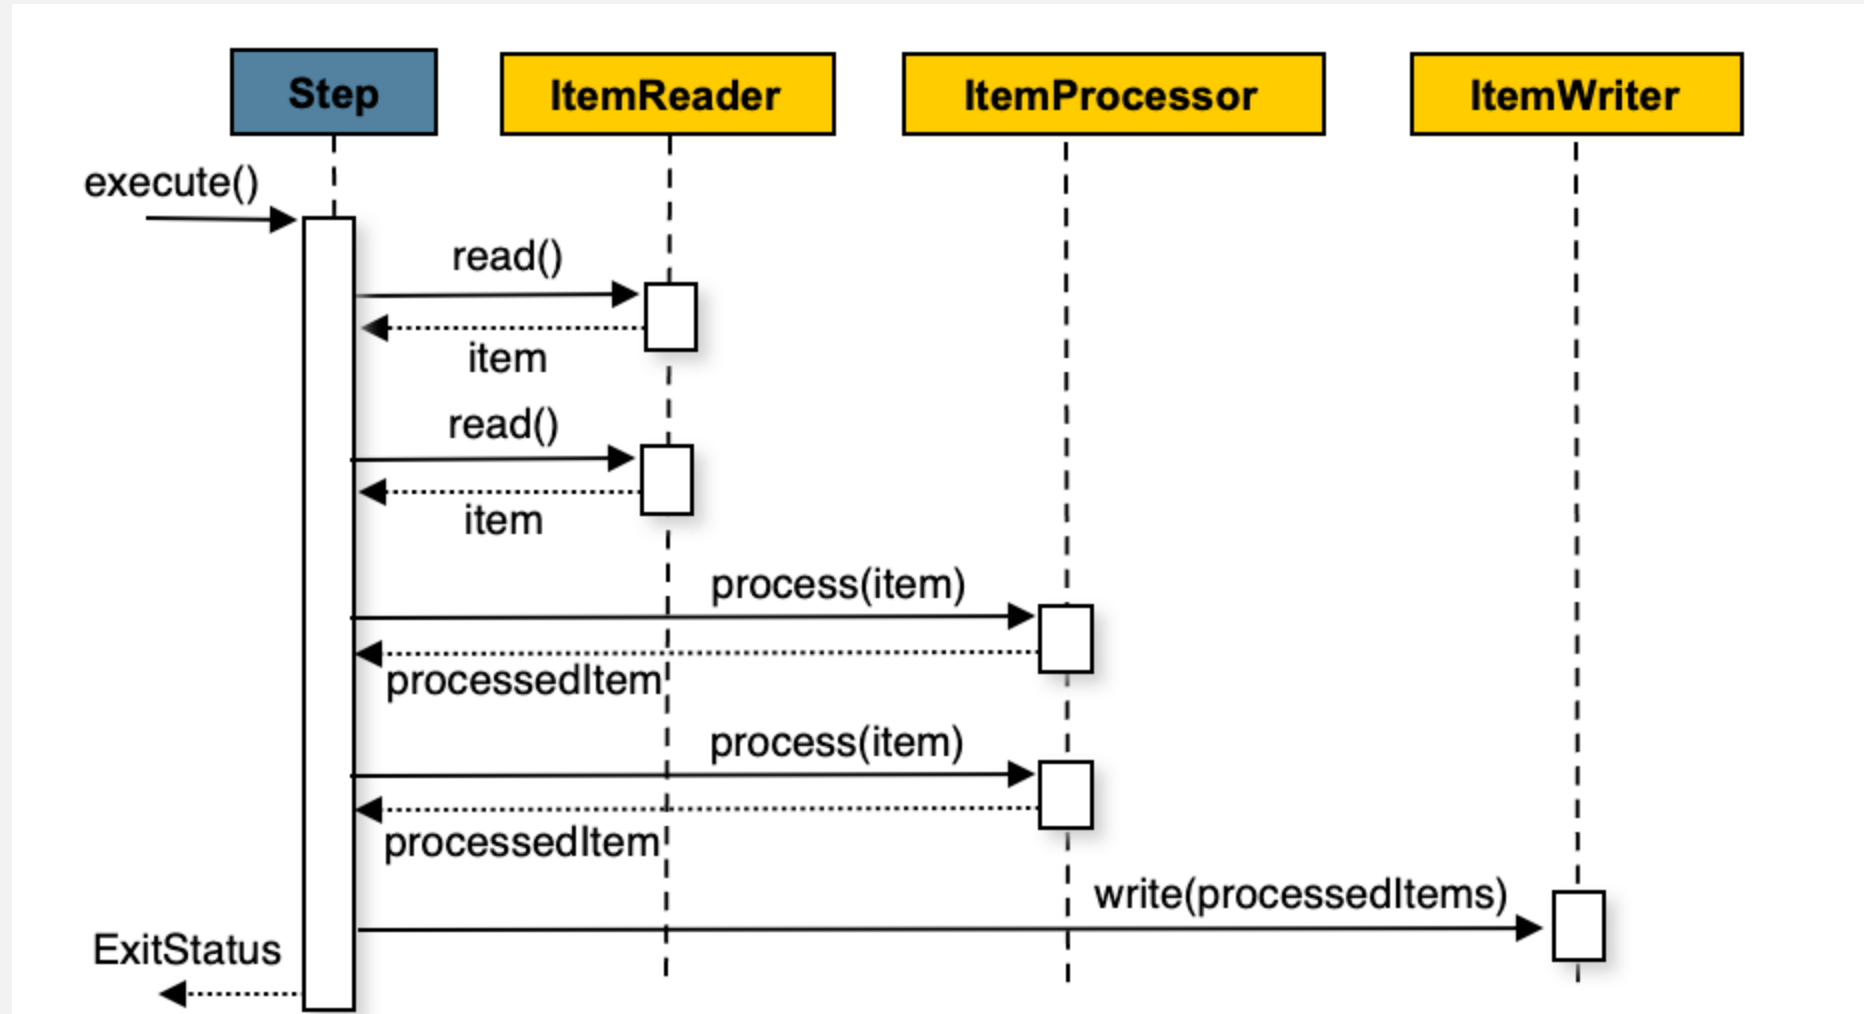 Step
ItemReader
ItemProcessor
ItemWriter
execute()
read()
item
read()
item
process(item)
processedItem
process(item)
processedItem
write(processedItems)
ExitStatus